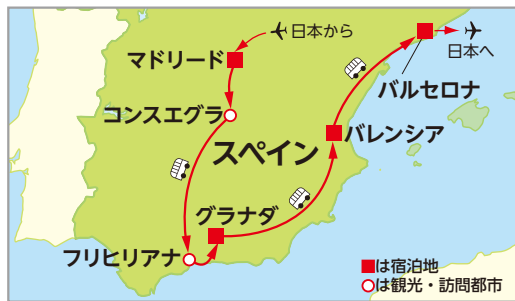 日本から
マドリード
日本へ
バルセロナ
コンスエグラ
スペイン
バレンシア
グラナダ
フリヒリアナ
■は宿泊地
○は観光・訪問都市